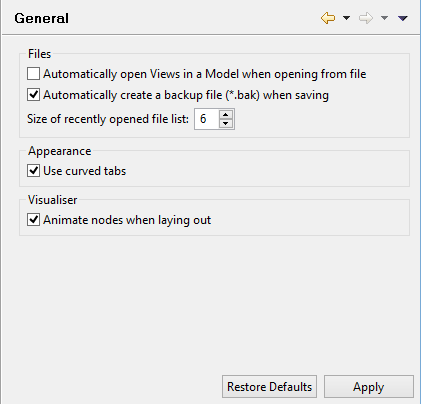 General
Files
Automatically open Views in a Model when opening from file
Automatically create a backup file (*.bak) when saving
Size of recently opened file list: 6
Appearance
Use curved tabs
Visualiser
Animate nodes when laying out
Restore Defaults Apply